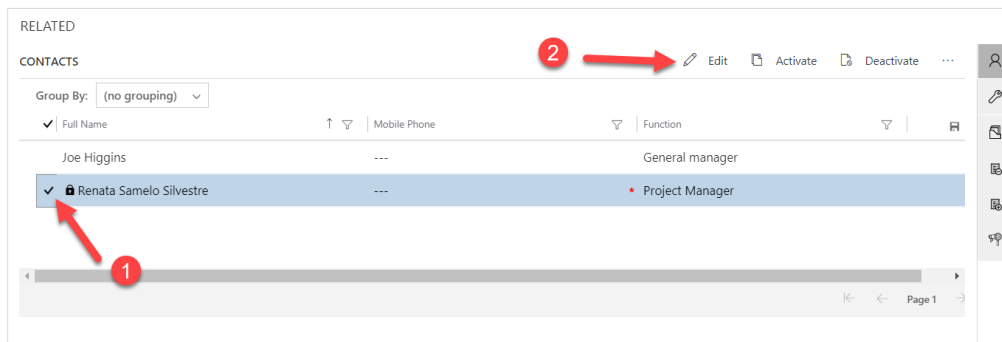 RELATED
CONTACTS
2
Edit
Activate
Deactivate
...
Group By: (no grouping)
Full Name
Mobile Phone
Function
Joe Higgins --- General manager
Renata Samelo Silvestre --- * Project Manager
1
Page 1